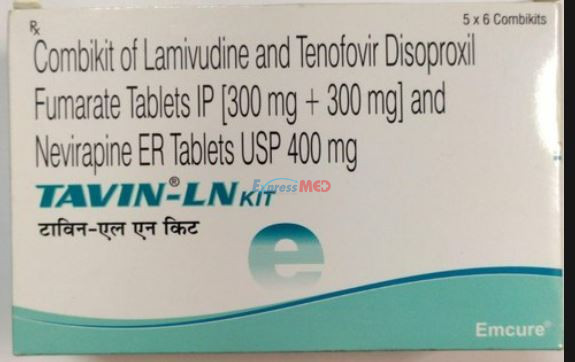 Rx
5 x 6 Combikits
Combikit of Lamivudine and Tenofovir Disoproxil
Fumarate Tablets IP [300 mg + 300 mg] and
Nevirapine ER Tablets USP 400 mg
TAVIN®-LN KIT
ExpressMED
टाविन-एल एन किट
e
Emcure®